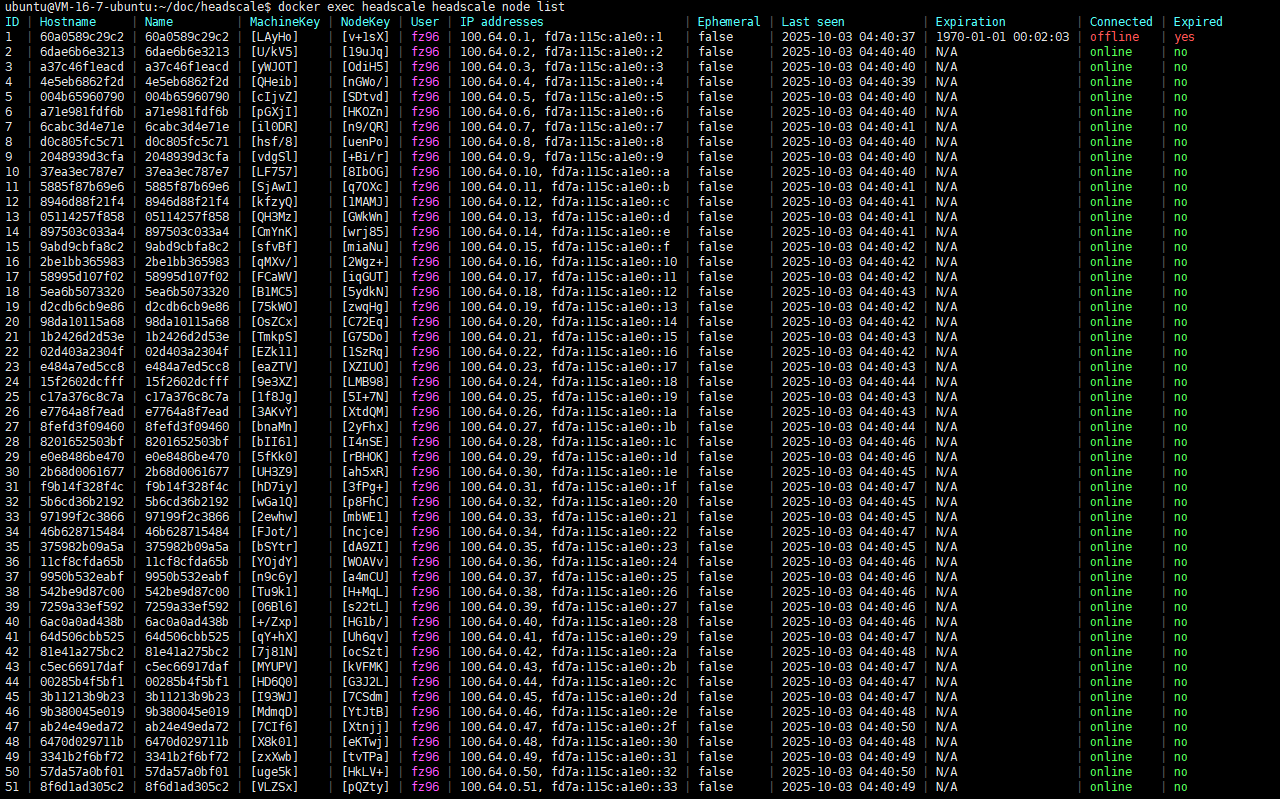 ubuntu@VM-16-7-ubuntu:~/doc/headscale$ docker exec headscale headscale node list
ID | Hostname | Name | MachineKey | NodeKey | User | IP addresses | Ephemeral | Last seen | Expiration | Connected | Expired
1 | 60a0589c29c2 | 60a0589c29c2 | [LAyHo] | [v+1sX] | fz96 | 100.64.0.1, fd7a:115c:a1e0::1 | false | 2025-10-03 04:40:37 | 1970-01-01 00:02:03 | offline | yes
2 | 6dae6b6e3213 | 6dae6b6e3213 | [U/kV5] | [19uJq] | fz96 | 100.64.0.2, fd7a:115c:a1e0::2 | false | 2025-10-03 04:40:40 | N/A | online | no
3 | a37c46f1eacd | a37c46f1eacd | [yWJOT] | [OdiH5] | fz96 | 100.64.0.3, fd7a:115c:a1e0::3 | false | 2025-10-03 04:40:40 | N/A | online | no
4 | 4e5eb6862f2d | 4e5eb6862f2d | [QHeib] | [nGWo/] | fz96 | 100.64.0.4, fd7a:115c:a1e0::4 | false | 2025-10-03 04:40:39 | N/A | online | no
5 | 004b65960790 | 004b65960790 | [cIjvZ] | [SDtvd] | fz96 | 100.64.0.5, fd7a:115c:a1e0::5 | false | 2025-10-03 04:40:40 | N/A | online | no
6 | a71e981fdf6b | a71e981fdf6b | [pGXjI] | [HKOZn] | fz96 | 100.64.0.6, fd7a:115c:a1e0::6 | false | 2025-10-03 04:40:40 | N/A | online | no
7 | 6cabc3d4e71e | 6cabc3d4e71e | [il0DR] | [n9/QR] | fz96 | 100.64.0.7, fd7a:115c:a1e0::7 | false | 2025-10-03 04:40:41 | N/A | online | no
8 | d0c805fc5c71 | d0c805fc5c71 | [hsf/8] | [uenPo] | fz96 | 100.64.0.8, fd7a:115c:a1e0::8 | false | 2025-10-03 04:40:40 | N/A | online | no
9 | 2048939d3cfa | 2048939d3cfa | [vdgSl] | [+Bi/r] | fz96 | 100.64.0.9, fd7a:115c:a1e0::9 | false | 2025-10-03 04:40:40 | N/A | online | no
10 | 37ea3ec787e7 | 37ea3ec787e7 | [LF757] | [8IbOG] | fz96 | 100.64.0.10, fd7a:115c:a1e0::a | false | 2025-10-03 04:40:40 | N/A | online | no
11 | 5885f87b69e6 | 5885f87b69e6 | [SjAwI] | [q7OXc] | fz96 | 100.64.0.11, fd7a:115c:a1e0::b | false | 2025-10-03 04:40:41 | N/A | online | no
12 | 8946d88f21f4 | 8946d88f21f4 | [kfzyQ] | [1MAMJ] | fz96 | 100.64.0.12, fd7a:115c:a1e0::c | false | 2025-10-03 04:40:41 | N/A | online | no
13 | 05114257f858 | 05114257f858 | [QH3Mz] | [GWkWn] | fz96 | 100.64.0.13, fd7a:115c:a1e0::d | false | 2025-10-03 04:40:41 | N/A | online | no
14 | 897503c033a4 | 897503c033a4 | [CmYnK] | [wrj85] | fz96 | 100.64.0.14, fd7a:115c:a1e0::e | false | 2025-10-03 04:40:41 | N/A | online | no
15 | 9abd9cbfa8c2 | 9abd9cbfa8c2 | [sfvBf] | [miaNu] | fz96 | 100.64.0.15, fd7a:115c:a1e0::f | false | 2025-10-03 04:40:42 | N/A | online | no
16 | 2be1bb365983 | 2be1bb365983 | [qMXv/] | [2Wgz+] | fz96 | 100.64.0.16, fd7a:115c:a1e0::10 | false | 2025-10-03 04:40:42 | N/A | online | no
17 | 58995d107f02 | 58995d107f02 | [FCaWV] | [iqGUT] | fz96 | 100.64.0.17, fd7a:115c:a1e0::11 | false | 2025-10-03 04:40:42 | N/A | online | no
18 | 5ea6b5073320 | 5ea6b5073320 | [B1MC5] | [5ydkN] | fz96 | 100.64.0.18, fd7a:115c:a1e0::12 | false | 2025-10-03 04:40:43 | N/A | online | no
19 | d2cdb6cb9e86 | d2cdb6cb9e86 | [75kWO] | [zwqHg] | fz96 | 100.64.0.19, fd7a:115c:a1e0::13 | false | 2025-10-03 04:40:42 | N/A | online | no
20 | 98da10115a68 | 98da10115a68 | [OsZCx] | [C72Eq] | fz96 | 100.64.0.20, fd7a:115c:a1e0::14 | false | 2025-10-03 04:40:42 | N/A | online | no
21 | 1b2426d2d53e | 1b2426d2d53e | [TmkpS] | [G75Do] | fz96 | 100.64.0.21, fd7a:115c:a1e0::15 | false | 2025-10-03 04:40:43 | N/A | online | no
22 | 02d403a2304f | 02d403a2304f | [EZk11] | [1SzRq] | fz96 | 100.64.0.22, fd7a:115c:a1e0::16 | false | 2025-10-03 04:40:42 | N/A | online | no
23 | e484a7ed5cc8 | e484a7ed5cc8 | [eaZTV] | [XZIUO] | fz96 | 100.64.0.23, fd7a:115c:a1e0::17 | false | 2025-10-03 04:40:43 | N/A | online | no
24 | 15f2602dcfff | 15f2602dcfff | [9e3XZ] | [LMB98] | fz96 | 100.64.0.24, fd7a:115c:a1e0::18 | false | 2025-10-03 04:40:44 | N/A | online | no
25 | c17a376c8c7a | c17a376c8c7a | [1f8Jg] | [5I+7N] | fz96 | 100.64.0.25, fd7a:115c:a1e0::19 | false | 2025-10-03 04:40:43 | N/A | online | no
26 | e7764a8f7ead | e7764a8f7ead | [3AKvY] | [XtdQM] | fz96 | 100.64.0.26, fd7a:115c:a1e0::1a | false | 2025-10-03 04:40:43 | N/A | online | no
27 | 8fefd3f09460 | 8fefd3f09460 | [bnaMn] | [2yFhx] | fz96 | 100.64.0.27, fd7a:115c:a1e0::1b | false | 2025-10-03 04:40:44 | N/A | online | no
28 | 8201652503bf | 8201652503bf | [bII61] | [I4nSE] | fz96 | 100.64.0.28, fd7a:115c:a1e0::1c | false | 2025-10-03 04:40:46 | N/A | online | no
29 | e0e8486be470 | e0e8486be470 | [5fKk0] | [rBHOK] | fz96 | 100.64.0.29, fd7a:115c:a1e0::1d | false | 2025-10-03 04:40:46 | N/A | online | no
30 | 2b68d0061677 | 2b68d0061677 | [UH3Z9] | [ah5xR] | fz96 | 100.64.0.30, fd7a:115c:a1e0::1e | false | 2025-10-03 04:40:46 | N/A | online | no
31 | f9b14f328f4c | f9b14f328f4c | [hD7iy] | [3fPg+] | fz96 | 100.64.0.31, fd7a:115c:a1e0::1f | false | 2025-10-03 04:40:47 | N/A | online | no
32 | 5b6cd36b2192 | 5b6cd36b2192 | [wGa1Q] | [p8FhC] | fz96 | 100.64.0.32, fd7a:115c:a1e0::20 | false | 2025-10-03 04:40:45 | N/A | online | no
33 | 97199f2c3866 | 97199f2c3866 | [2ewhw] | [mbWE1] | fz96 | 100.64.0.33, fd7a:115c:a1e0::21 | false | 2025-10-03 04:40:45 | N/A | online | no
34 | 46b628715484 | 46b628715484 | [FJot/] | [ncjce] | fz96 | 100.64.0.34, fd7a:115c:a1e0::22 | false | 2025-10-03 04:40:45 | N/A | online | no
35 | 375982b09a5a | 375982b09a5a | [bSYtr] | [dA9ZI] | fz96 | 100.64.0.35, fd7a:115c:a1e0::23 | false | 2025-10-03 04:40:45 | N/A | online | no
36 | 11cf8cfda65b | 11cf8cfda65b | [YOjdY] | [WOAVv] | fz96 | 100.64.0.36, fd7a:115c:a1e0::24 | false | 2025-10-03 04:40:46 | N/A | online | no
37 | 9950b532eabf | 9950b532eabf | [n9c6y] | [a4mCU] | fz96 | 100.64.0.37, fd7a:115c:a1e0::25 | false | 2025-10-03 04:40:46 | N/A | online | no
38 | 542be9d87c00 | 542be9d87c00 | [Tu9k1] | [H+MqL] | fz96 | 100.64.0.38, fd7a:115c:a1e0::26 | false | 2025-10-03 04:40:46 | N/A | online | no
39 | 7259a33ef592 | 7259a33ef592 | [06Bl6] | [s22tL] | fz96 | 100.64.0.39, fd7a:115c:a1e0::27 | false | 2025-10-03 04:40:46 | N/A | online | no
40 | 6ac0a0ad438b | 6ac0a0ad438b | [+/Zxp] | [HG1b/] | fz96 | 100.64.0.40, fd7a:115c:a1e0::28 | false | 2025-10-03 04:40:46 | N/A | online | no
41 | 64d506cbb525 | 64d506cbb525 | [qY+hX] | [Uh6qv] | fz96 | 100.64.0.41, fd7a:115c:a1e0::29 | false | 2025-10-03 04:40:47 | N/A | online | no
42 | 81e41a275bc2 | 81e41a275bc2 | [7j81N] | [ocSzt] | fz96 | 100.64.0.42, fd7a:115c:a1e0::2a | false | 2025-10-03 04:40:48 | N/A | online | no
43 | c5ec66917daf | c5ec66917daf | [MYUPV] | [kVFMK] | fz96 | 100.64.0.43, fd7a:115c:a1e0::2b | false | 2025-10-03 04:40:47 | N/A | online | no
44 | 00285b4f5bf1 | 00285b4f5bf1 | [HD6Q0] | [G3J2L] | fz96 | 100.64.0.44, fd7a:115c:a1e0::2c | false | 2025-10-03 04:40:47 | N/A | online | no
45 | 3b11213b9b23 | 3b11213b9b23 | [I93WJ] | [7CSdm] | fz96 | 100.64.0.45, fd7a:115c:a1e0::2d | false | 2025-10-03 04:40:47 | N/A | online | no
46 | 9b380045e019 | 9b380045e019 | [MdmqD] | [YtJtB] | fz96 | 100.64.0.46, fd7a:115c:a1e0::2e | false | 2025-10-03 04:40:48 | N/A | online | no
47 | ab24e49eda72 | ab24e49eda72 | [7CIf6] | [Xtnjj] | fz96 | 100.64.0.47, fd7a:115c:a1e0::2f | false | 2025-10-03 04:40:50 | N/A | online | no
48 | 6470d029711b | 6470d029711b | [X8k01] | [eKTwj] | fz96 | 100.64.0.48, fd7a:115c:a1e0::30 | false | 2025-10-03 04:40:48 | N/A | online | no
49 | 3341b2f6bf72 | 3341b2f6bf72 | [zxXwb] | [tvTPa] | fz96 | 100.64.0.49, fd7a:115c:a1e0::31 | false | 2025-10-03 04:40:49 | N/A | online | no
50 | 57da57a0bf01 | 57da57a0bf01 | [uge5k] | [HkLV+] | fz96 | 100.64.0.50, fd7a:115c:a1e0::32 | false | 2025-10-03 04:40:50 | N/A | online | no
51 | 8f6d1ad305c2 | 8f6d1ad305c2 | [VLZSx] | [pQZty] | fz96 | 100.64.0.51, fd7a:115c:a1e0::33 | false | 2025-10-03 04:40:49 | N/A | online | no